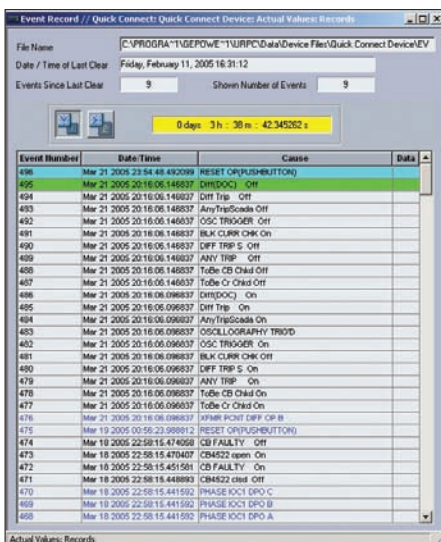 Event Record // Quick Connect: Quick Connect Device: Actual Values: Records
File Name C:\PROGRA~1\GEPOWE~1\URPC\Data\Device Files\Quick Connect Device\EV
Date / Time of Last Clear Friday, February 11, 2005 16:31:12
Events Since Last Clear 9 Shown Number of Events 9
0 days 3 h : 38 m : 42.345262 s
Event Number Date/Time Cause Data
496 Mar 21 2005 23:54:48.492099 RESET OP(PUSHBUTTON)
495 Mar 21 2005 20:16:06.146837 Diff(DOC) Off
494 Mar 21 2005 20:16:06.146837 Diff Trip Off
493 Mar 21 2005 20:16:06.146837 AnyTripScada Off
492 Mar 21 2005 20:16:06.146837 OSC TRIGGER Off
491 Mar 21 2005 20:16:06.146837 BLK CURR CHK On
490 Mar 21 2005 20:16:06.146837 DIFF TRIP S Off
489 Mar 21 2005 20:16:06.146837 ANY TRIP Off
488 Mar 21 2005 20:16:06.146837 ToBe CB Chkd Off
487 Mar 21 2005 20:16:06.146837 ToBe Cr Chkd Off
486 Mar 21 2005 20:16:06.096837 Diff(DOC) On
485 Mar 21 2005 20:16:06.096837 Diff Trip On
484 Mar 21 2005 20:16:06.096837 AnyTripScada On
483 Mar 21 2005 20:16:06.096837 OSCILLOGRAPHY TRIG'D
482 Mar 21 2005 20:16:06.096837 OSC TRIGGER On
481 Mar 21 2005 20:16:06.096837 BLK CURR CHK Off
480 Mar 21 2005 20:16:06.096837 DIFF TRIP S On
479 Mar 21 2005 20:16:06.096837 ANY TRIP On
478 Mar 21 2005 20:16:06.096837 ToBe CB Chkd On
477 Mar 21 2005 20:16:06.096837 ToBe Cr Chkd On
476 Mar 21 2005 20:16:06.096837 XFMR PCNT DIFF OP B
475 Mar 19 2005 00:56:23.988812 RESET OP(PUSHBUTTON)
474 Mar 18 2005 22:58:15.474058 CB FAULTY Off
473 Mar 18 2005 22:58:15.470407 CB4522 open On
472 Mar 18 2005 22:58:15.451581 CB FAULTY On
471 Mar 18 2005 22:58:15.448893 CB4522 clsd Off
470 Mar 18 2005 22:58:15.441592 PHASE IOC1 DPO C
469 Mar 18 2005 22:58:15.441592 PHASE IOC1 DPO B
468 Mar 18 2005 22:58:15.441592 PHASE IOC1 DPO A
Actual Values: Records